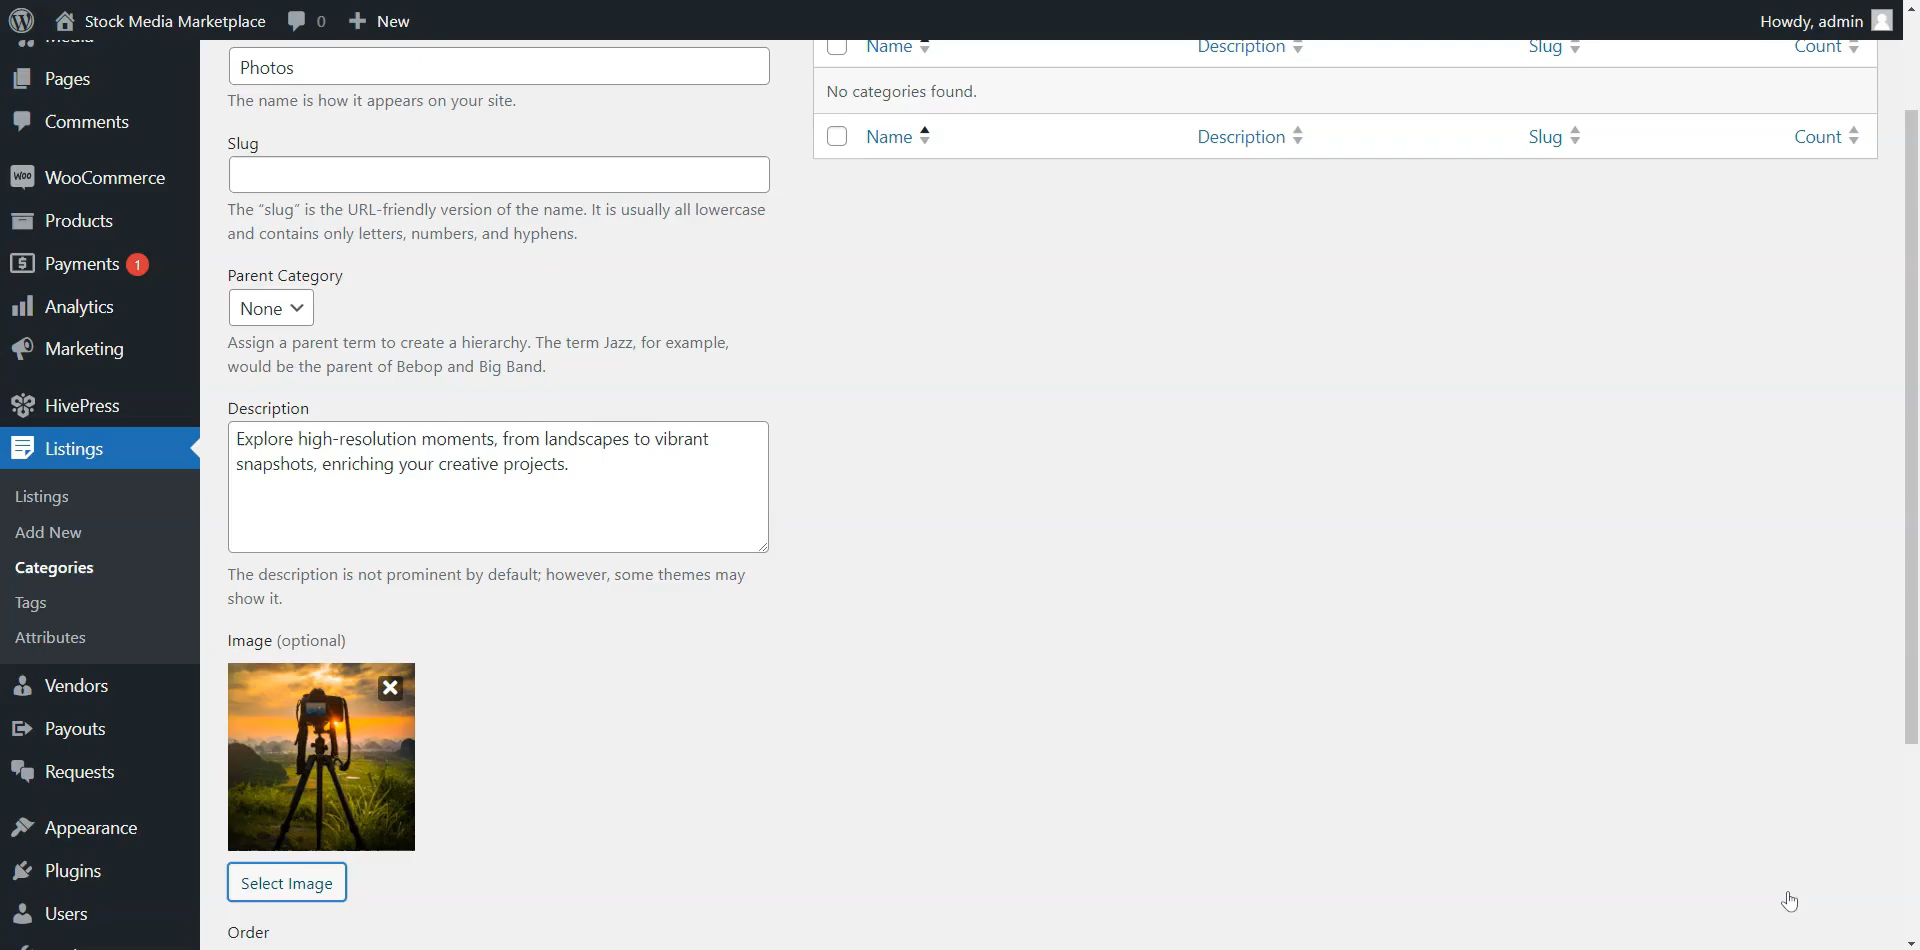 Stock Media Marketplace
0
New
Howdy, admin
Pages
Comments
WooCommerce
Products
Payments 1
Analytics
Marketing
HivePress
Listings
Listings
Add New
Categories
Tags
Attributes
Vendors
Payouts
Requests
Appearance
Plugins
Users
Photos
The name is how it appears on your site.
Slug
The “slug” is the URL-friendly version of the name. It is usually all lowercase
and contains only letters, numbers, and hyphens.
Parent Category
None
Assign a parent term to create a hierarchy. The term Jazz, for example,
would be the parent of Bebop and Big Band.
Description
Explore high-resolution moments, from landscapes to vibrant
snapshots, enriching your creative projects.
The description is not prominent by default; however, some themes may
show it.
Image (optional)
Select Image
Order
Name Description Slug Count
No categories found.
Name Description Slug Count